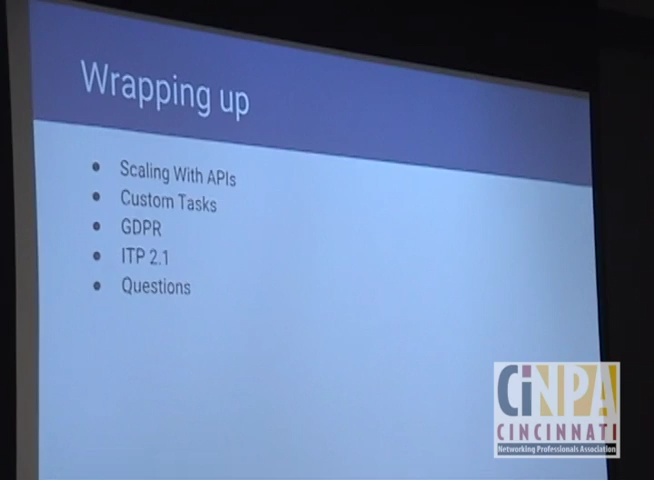 Wrapping up
Scaling With APIs
Custom Tasks
GDPR
ITP 2.1
Questions
CiNPA
CINCINNATI
Networking Professionals Association